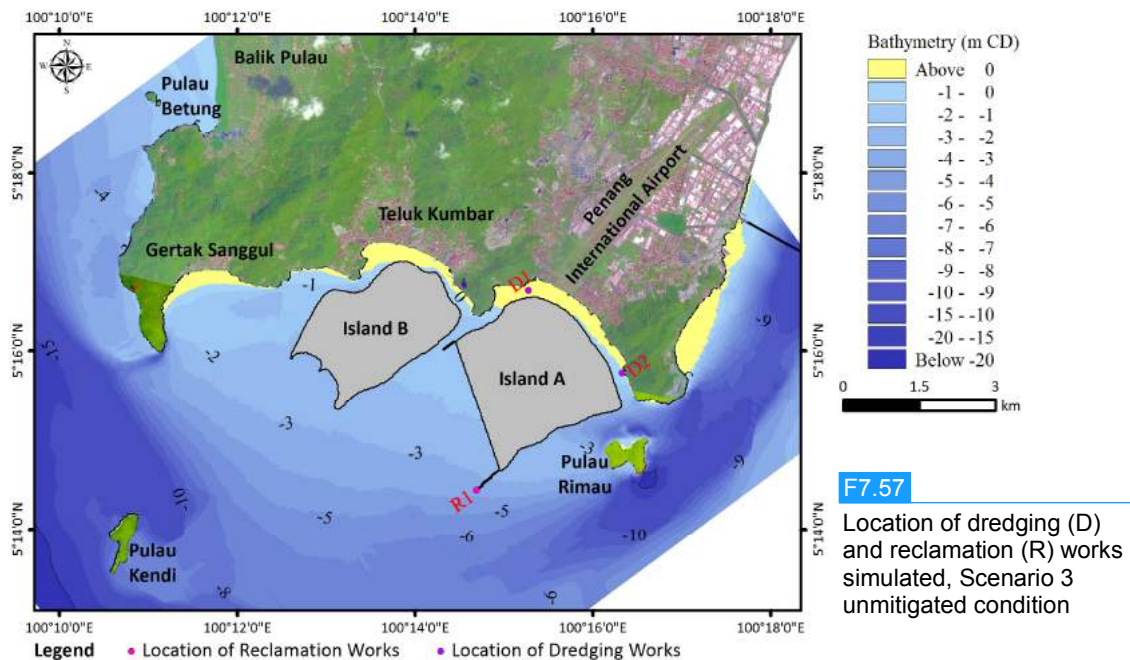 100°10'0"E 100°12'0"E 100°14'0"E 100°16'0"E 100°18'0"E
N
W E
S
Balik Pulau
Pulau
Betung
5°18'0"N
5°18'0"N
-4
Penang
International Airport
Teluk Kumbar
Gertak Sanggul
-1
0
D1
Island B
Island A
D2
-9
5°16'0"N
5°16'0"N
-15
-2
-3
-3
-3
Pulau
Rimau
-9
R1
-5
-5
-6
-10
-10
5°14'0"N
5°14'0"N
Pulau
Kendi
-8
-9
100°10'0"E 100°12'0"E 100°14'0"E 100°16'0"E 100°18'0"E
Legend
Location of Reclamation Works
Location of Dredging Works
Bathymetry (m CD)
Above 0
-1 - 0
-2 - -1
-3 - -2
-4 - -3
-5 - -4
-6 - -5
-7 - -6
-8 - -7
-9 - -8
-10 - -9
-15 - -10
-20 - -15
Below -20
0 1.5 3
km
F7.57
Location of dredging (D)
and reclamation (R) works
simulated, Scenario 3
unmitigated condition